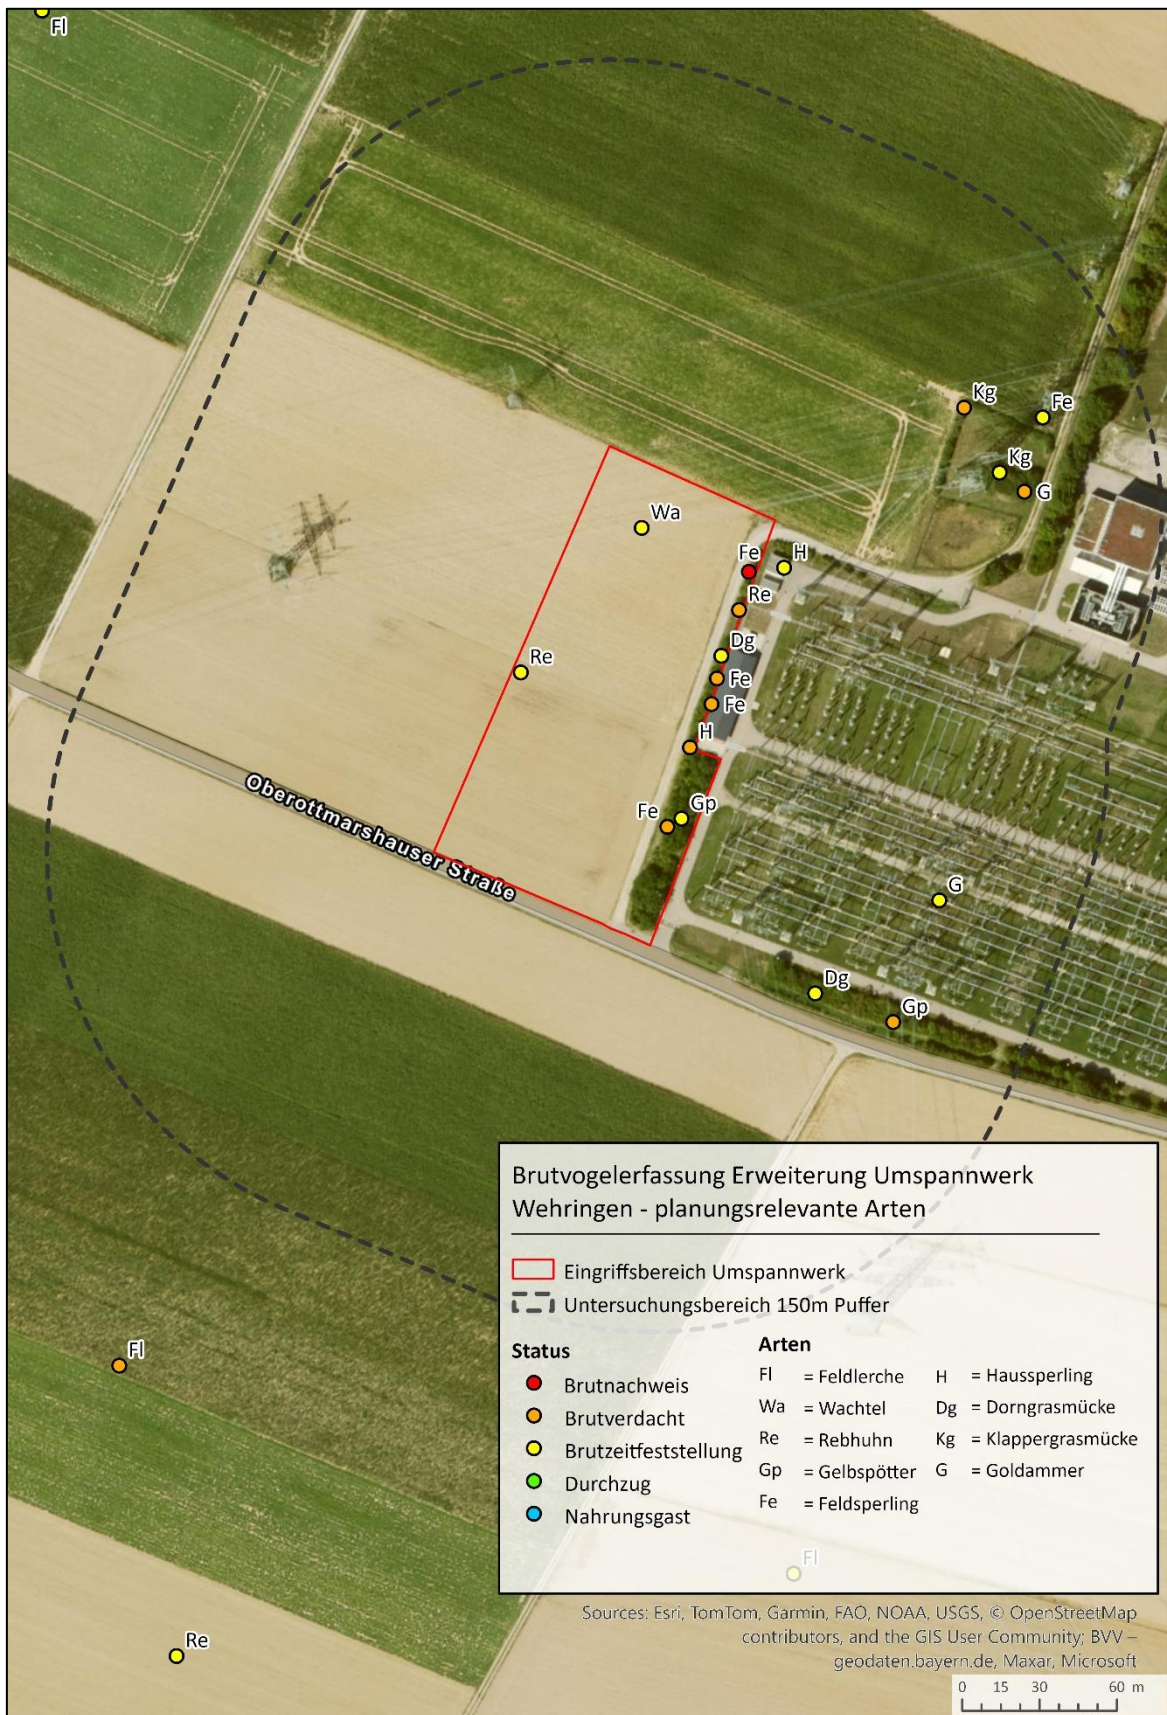 Fl
Kg
Fe
Kg
G
Wa
Fe
H
Re
Dg
Re
Fe
Fe
H
Gp
Fe
Oberottmarshauser Straße
G
Dg
Gp
Brutvogelerfassung Erweiterung Umspannwerk
Wehringen - planungsrelevante Arten
Eingriffsbereich Umspannwerk
Untersuchungsbereich 150m Puffer
Status
Brutnachweis
Brutverdacht
Brutzeitfeststellung
Durchzug
Nahrungsgast
Arten
Fl = Feldlerche
Wa = Wachtel
Re = Rebhuhn
Gp = Gelbspötter
Fe = Feldsperling
H = Haussperling
Dg = Dorngrasmücke
Kg = Klappergrasmücke
G = Goldammer
Fl
Fl
Re
Sources: Esri, TomTom, Garmin, FAO, NOAA, USGS, © OpenStreetMap
contributors, and the GIS User Community; BVV –
geodaten.bayern.de, Maxar, Microsoft
0 15 30 60 m